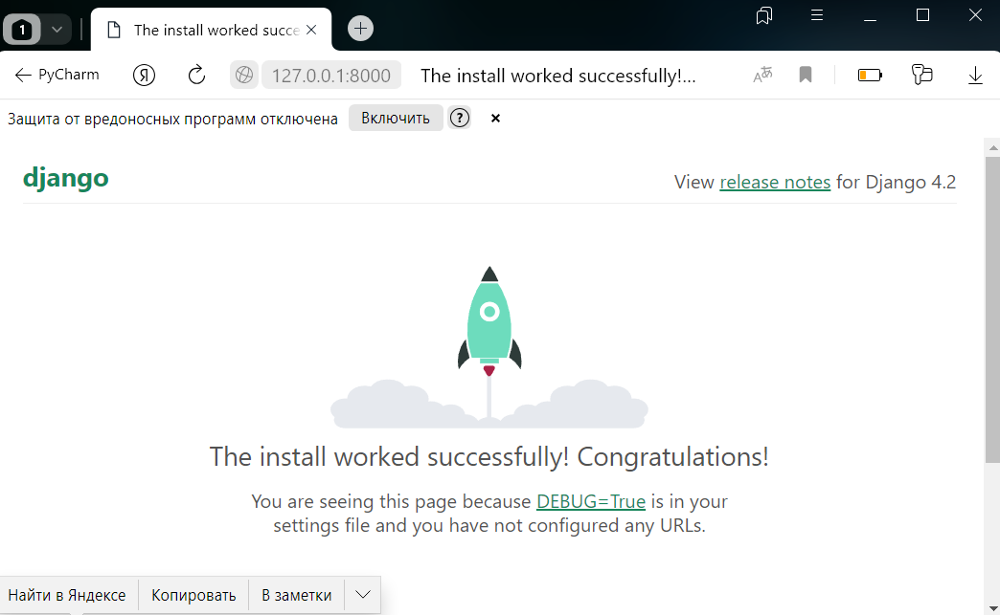 1
The install worked succe
PyCharm
Я
127.0.0.1:8000
The install worked successfully!...
Защита от вредоносных программ отключена
Включить
?
django
View release notes for Django 4.2
The install worked successfully! Congratulations!
You are seeing this page because DEBUG=True is in your
settings file and you have not configured any URLs.
Найти в Яндексе
Копировать
В заметки